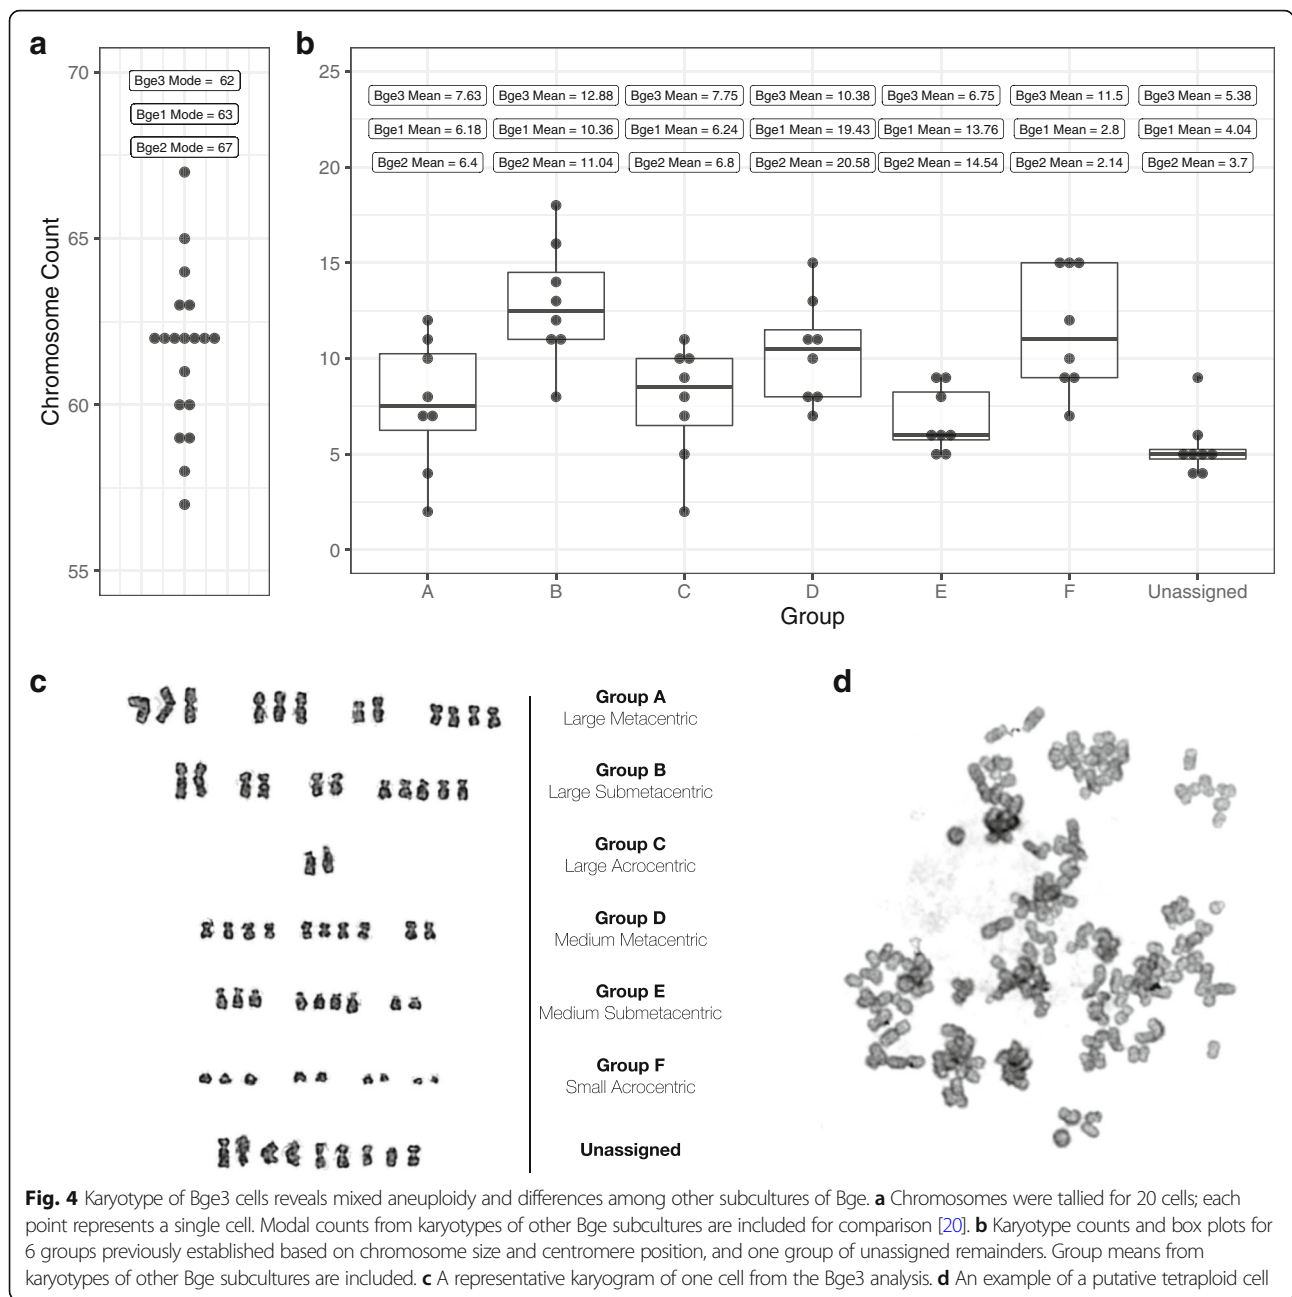 a
70
65
60
55
Chromosome Count
Bge3 Mode = 62
Bge1 Mode = 63
Bge2 Mode = 67
b
25
20
15
10
5
0
Bge3 Mean = 7.63 Bge3 Mean = 12.88 Bge3 Mean = 7.75 Bge3 Mean = 10.38 Bge3 Mean = 6.75 Bge3 Mean = 11.5 Bge3 Mean = 5.38
Bge1 Mean = 6.18 Bge1 Mean = 10.36 Bge1 Mean = 6.24 Bge1 Mean = 19.43 Bge1 Mean = 13.76 Bge1 Mean = 2.8 Bge1 Mean = 4.04
Bge2 Mean = 6.4 Bge2 Mean = 11.04 Bge2 Mean = 6.8 Bge2 Mean = 20.58 Bge2 Mean = 14.54 Bge2 Mean = 2.14 Bge2 Mean = 3.7
A B C D E F Unassigned
Group
c
Group A
Large Metacentric
Group B
Large Submetacentric
Group C
Large Acrocentric
Group D
Medium Metacentric
Group E
Medium Submetacentric
Group F
Small Acrocentric
Unassigned
d
Fig. 4 Karyotype of Bge3 cells reveals mixed aneuploidy and differences among other subcultures of Bge. a Chromosomes were tallied for 20 cells; each
point represents a single cell. Modal counts from karyotypes of other Bge subcultures are included for comparison [20]. b Karyotype counts and box plots for
6 groups previously established based on chromosome size and centromere position, and one group of unassigned remainders. Group means from
karyotypes of other Bge subcultures are included. c A representative karyogram of one cell from the Bge3 analysis. d An example of a putative tetraploid cell